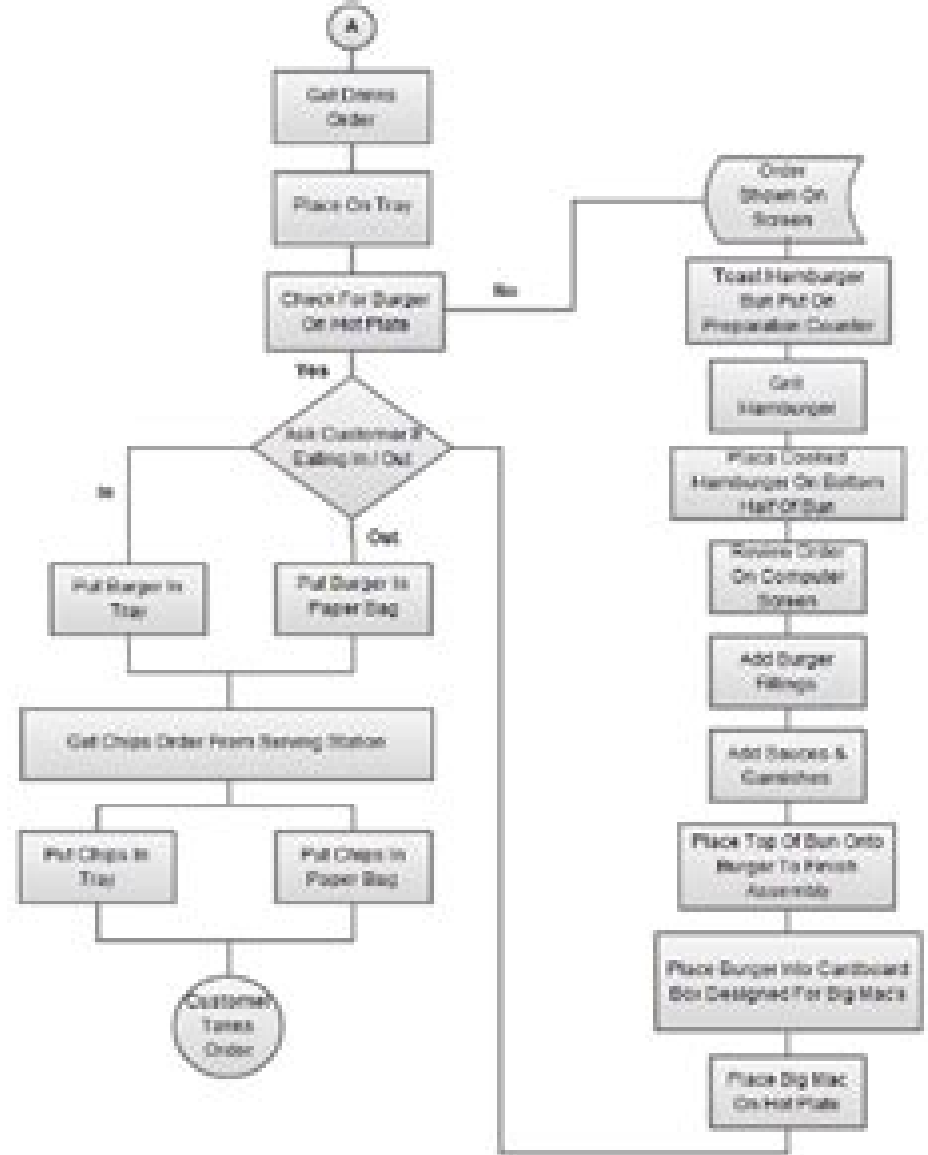 A
Get Drinks
Order
Place On Tray
Check For Burger
On Hot Plate
No
Yes
Ask Customer If
Eating In / Out
In
Out
Put Burger In
Tray
Put Burger In
Paper Bag
Get Chips Order From Serving Station
Put Chips In
Tray
Put Chips In
Paper Bag
Customer
Takes
Order
Order
Shown On
Screen
Toast Hamburger
Bun Put On
Preparation Counter
Grill
Hamburger
Place Cooked
Hamburger On Bottom
Half Of Bun
Review Order
On Computer
Screen
Add Burger
Fillings
Add Sauces &
Garnishes
Place Top Of Bun Onto
Burger To Finish
Assembly
Place Burger Into Cardboard
Box Designed For Big Mac's
Place Big Mac
On Hot Plate